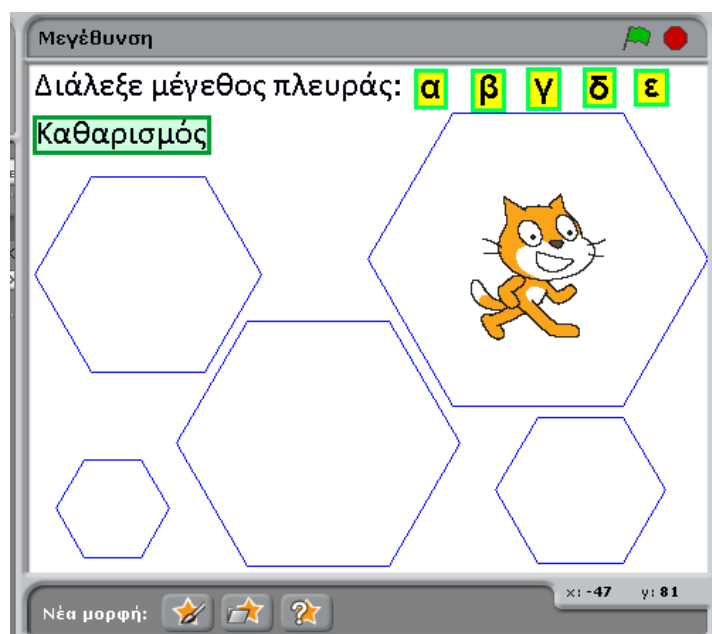 Μεγέθυνση
Διάλεξε μέγεθος πλευράς: α β γ δ ε
Καθαρισμός
x: -47 y: 81
Νέα μορφή: